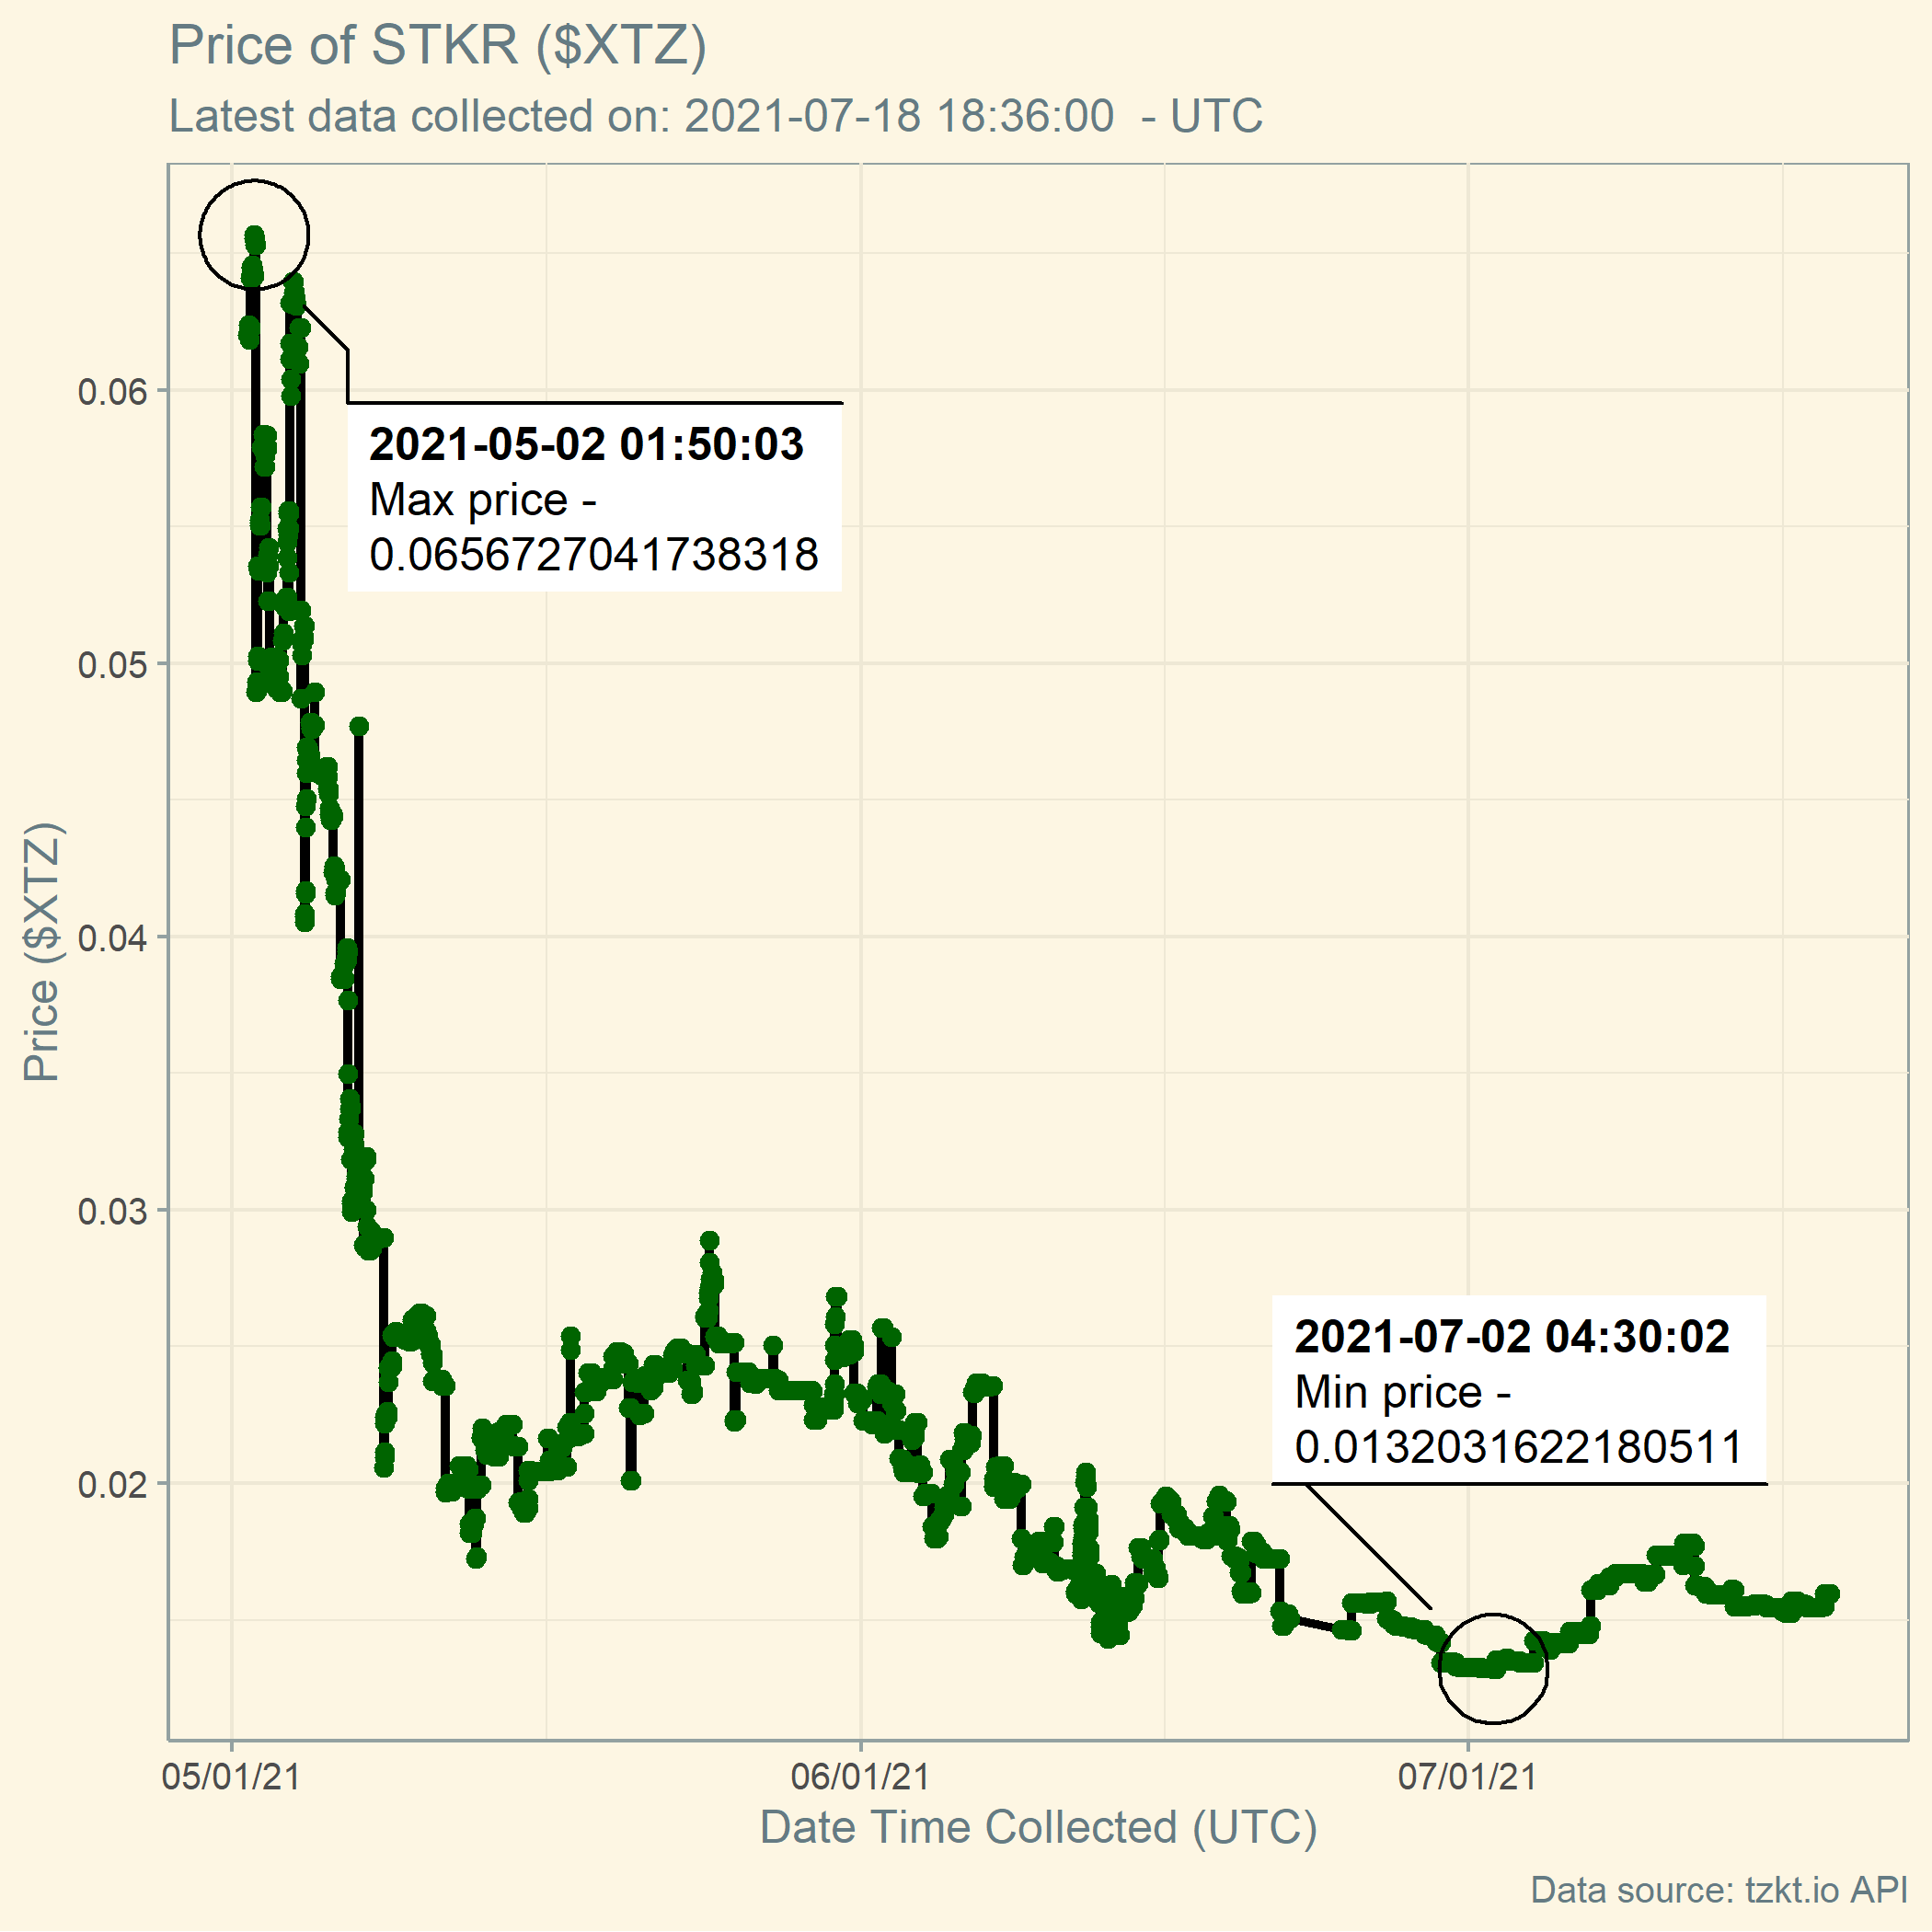 Price of STKR ($XTZ)
Latest data collected on: 2021-07-18 18:36:00  - UTC
2021-05-02 01:50:03
Max price -
0.0656727041738318
2021-07-02 04:30:02
Min price -
0.0132031622180511
0.06
0.05
0.04
0.03
0.02
Price ($XTZ)
05/01/21
06/01/21
07/01/21
Date Time Collected (UTC)
Data source: tzkt.io API